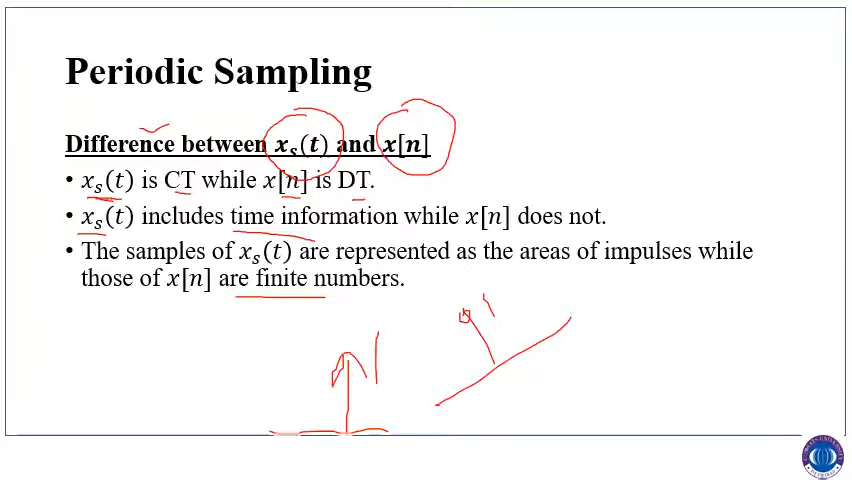 Periodic Sampling
Difference between xₛ(t) and x[n]
• xₛ(t) is CT while x[n] is DT.
• xₛ(t) includes time information while x[n] does not.
• The samples of xₛ(t) are represented as the areas of impulses while
those of x[n] are finite numbers.